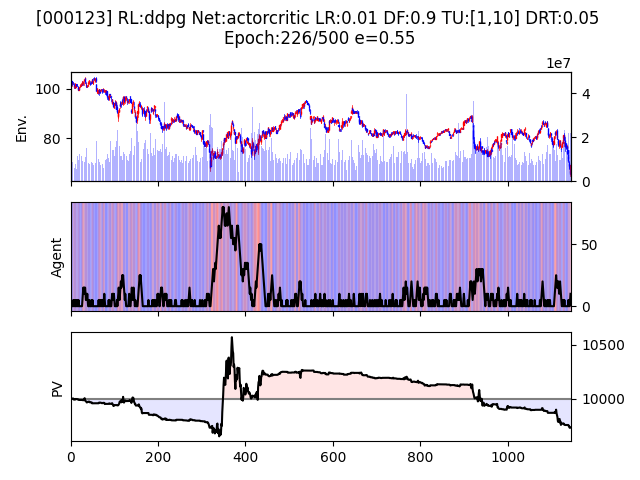 [000123] RL:ddpg Net:actorcritic LR:0.01 DF:0.9 TU:[1,10] DRT:0.05
Epoch:226/500 e=0.55
1e7
Env.
100
80
4
2
0
Agent
50
0
PV
10500
10000
0 200 400 600 800 1000